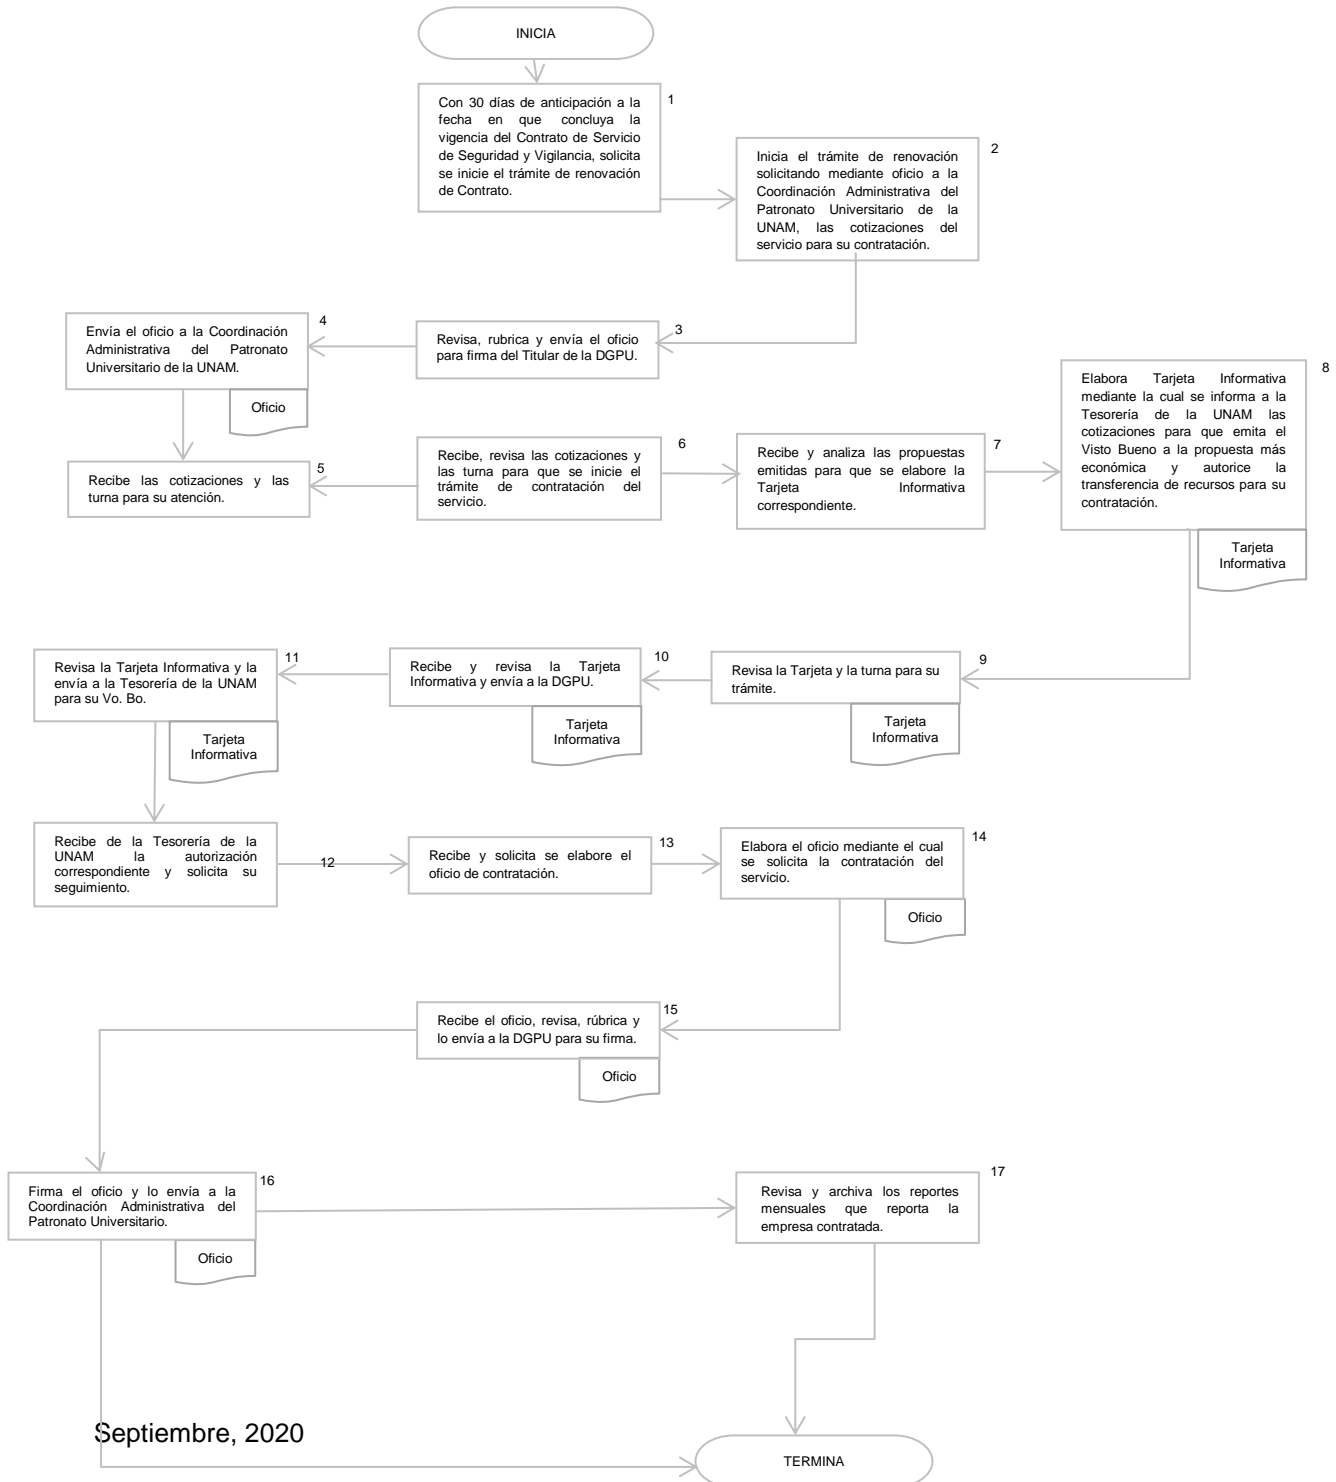 INICIA
Con 30 días de anticipación a la
fecha en que concluya la
vigencia del Contrato de Servicio
de Seguridad y Vigilancia, solicita
se inicie el trámite de renovación
de Contrato.
1
Inicia el trámite de renovación
solicitando mediante oficio a la
Coordinación Administrativa del
Patronato Universitario de la
UNAM, las cotizaciones del
servicio para su contratación.
2
Revisa, rubrica y envía el oficio
para firma del Titular de la DGPU.
3
Envía el oficio a la Coordinación
Administrativa del Patronato
Universitario de la UNAM.
4
Oficio
Recibe las cotizaciones y las
turna para su atención.
5
Recibe, revisa las cotizaciones y
las turna para que se inicie el
trámite de contratación del
servicio.
6
Recibe y analiza las propuestas
emitidas para que se elabore la
Tarjeta Informativa
correspondiente.
7
Elabora Tarjeta Informativa
mediante la cual se informa a la
Tesorería de la UNAM las
cotizaciones para que emita el
Visto Bueno a la propuesta más
económica y autorice la
transferencia de recursos para su
contratación.
8
Tarjeta
Informativa
Revisa la Tarjeta y la turna para su
trámite.
9
Tarjeta
Informativa
Recibe y revisa la Tarjeta
Informativa y envía a la DGPU.
10
Tarjeta
Informativa
Revisa la Tarjeta Informativa y la
envía a la Tesorería de la UNAM
para su Vo. Bo.
11
Tarjeta
Informativa
Recibe de la Tesorería de la
UNAM la autorización
correspondiente y solicita su
seguimiento.
12
Recibe y solicita se elabore el
oficio de contratación.
13
Elabora el oficio mediante el cual
se solicita la contratación del
servicio.
14
Oficio
Recibe el oficio, revisa, rúbrica y
lo envía a la DGPU para su firma.
15
Oficio
Firma el oficio y lo envía a la
Coordinación Administrativa del
Patronato Universitario.
16
Oficio
Revisa y archiva los reportes
mensuales que reporta la
empresa contratada.
17
Septiembre, 2020
TERMINA